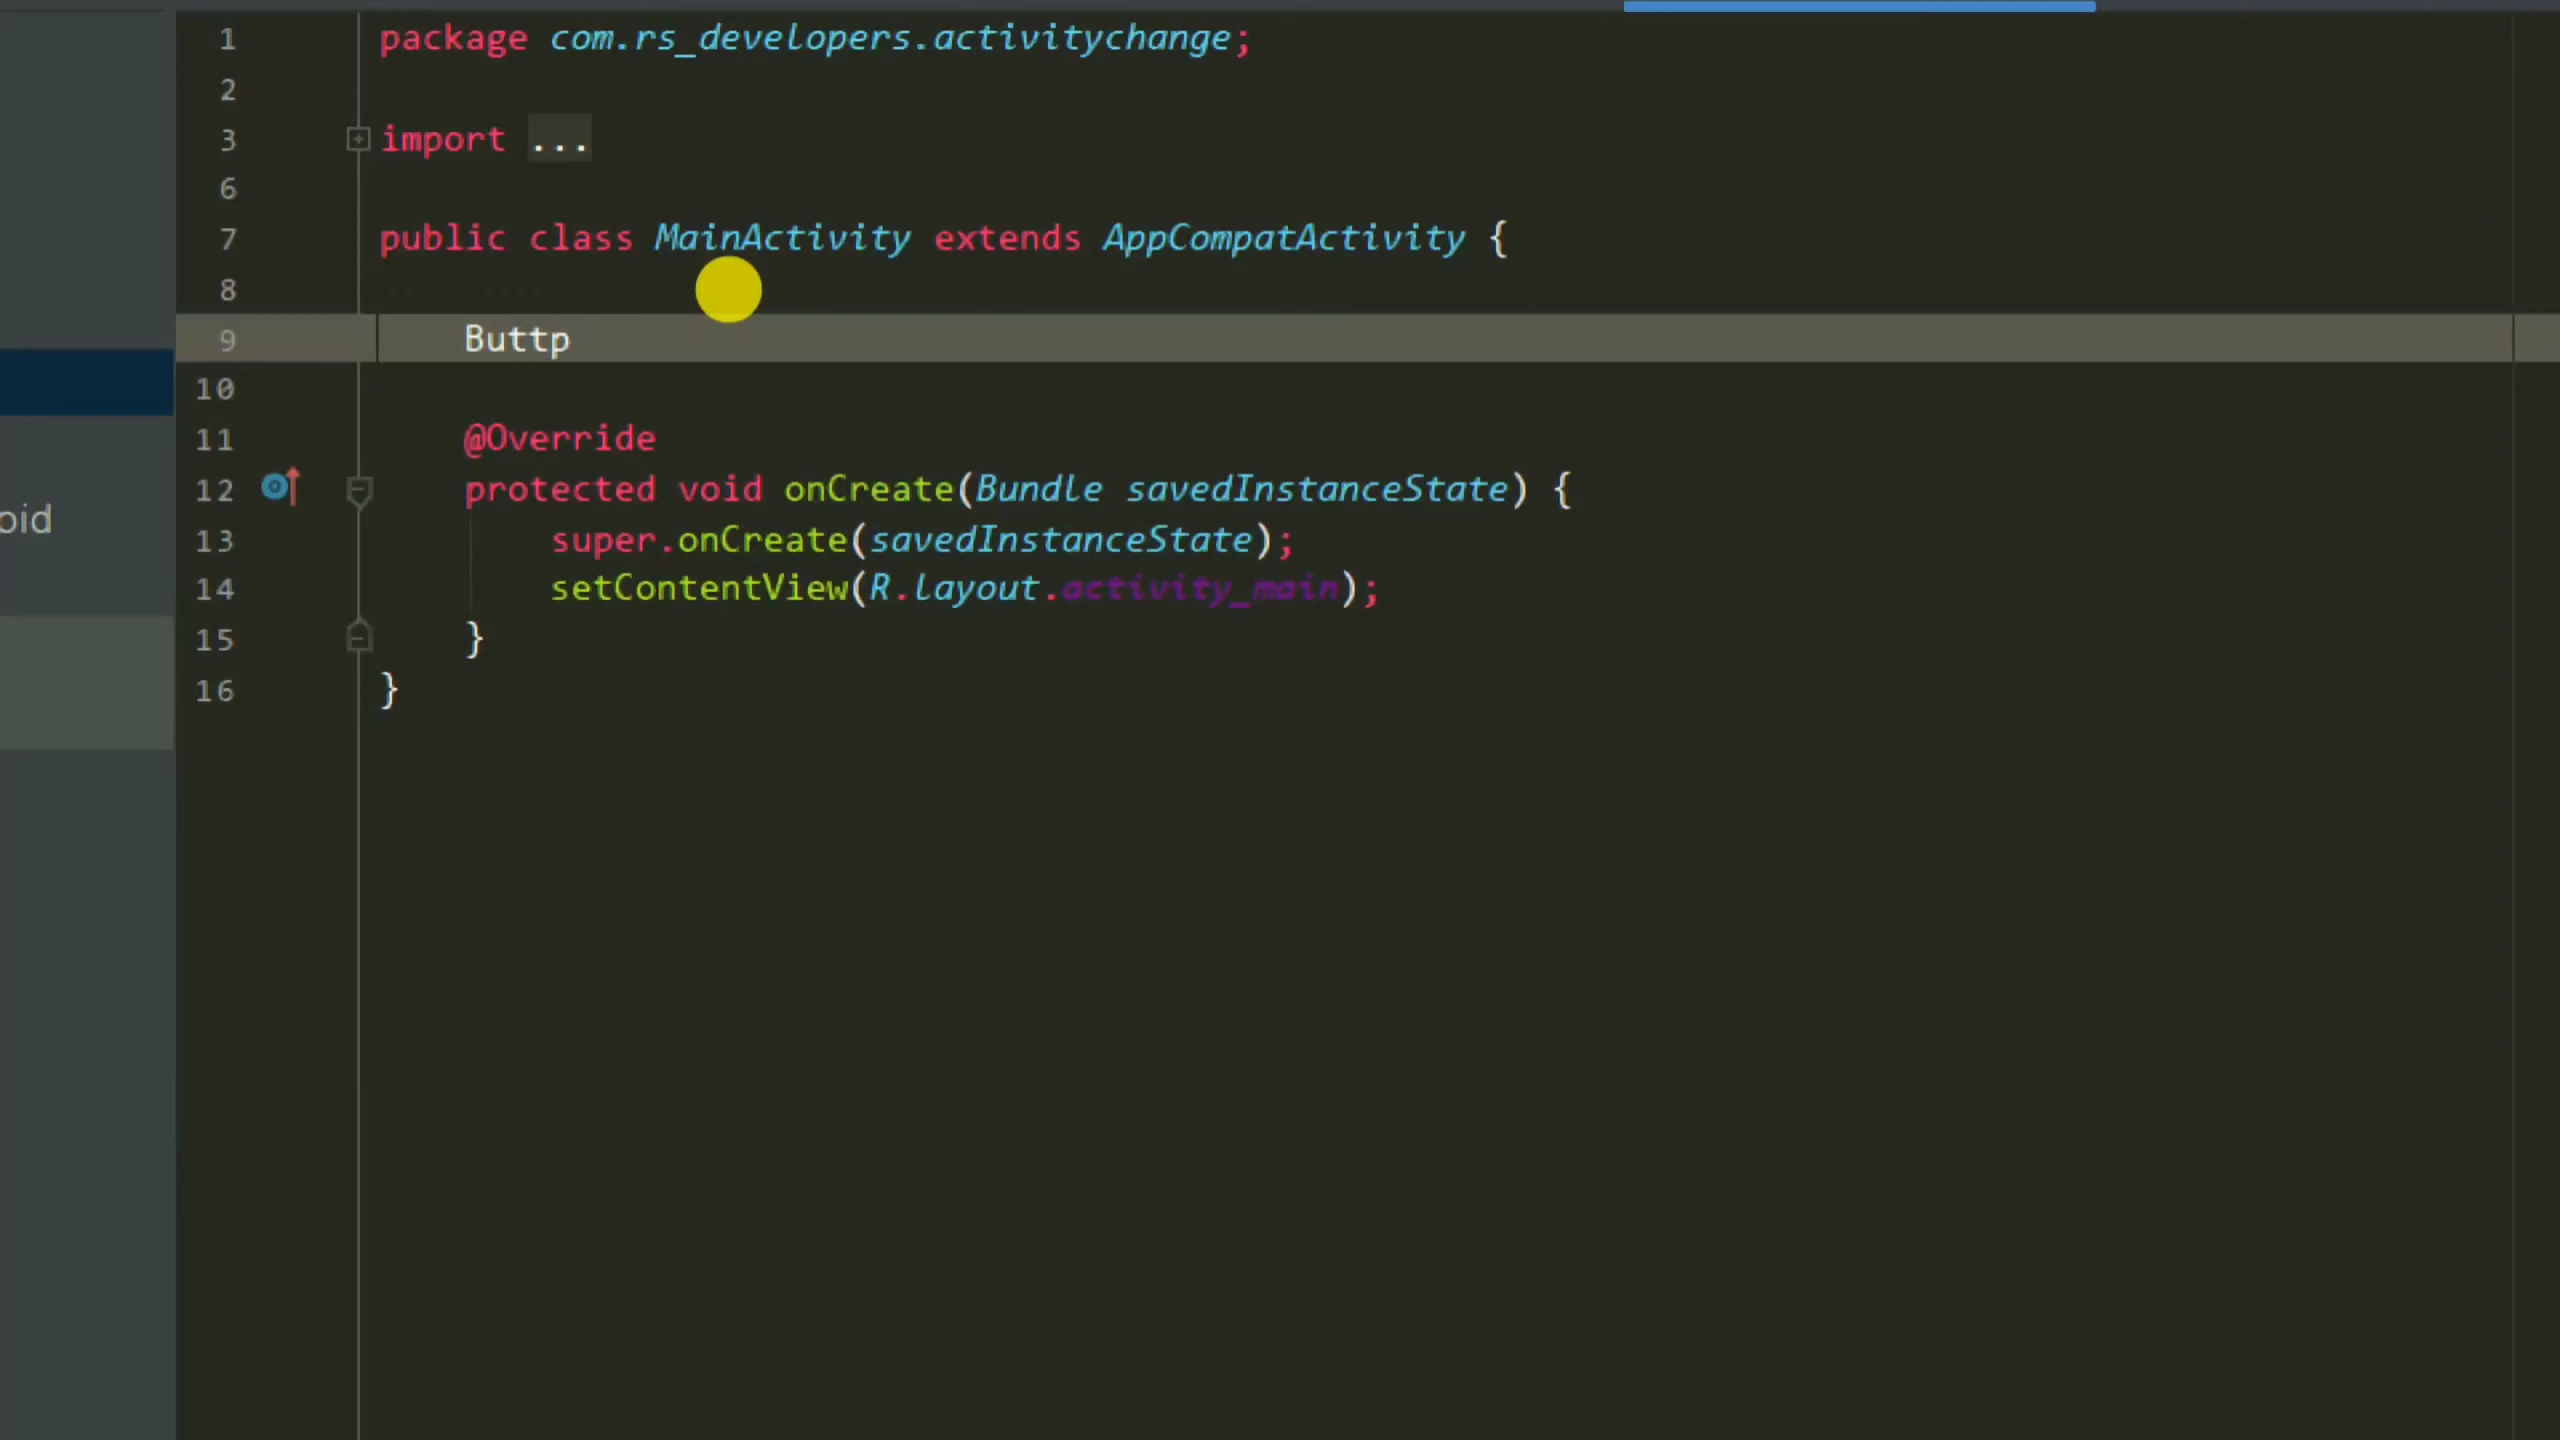 1 package com.rs_developers.activitychange;
2
3 import ...
6
7 public class MainActivity extends AppCompatActivity {
8
9 Buttp
10
11 @Override
12 protected void onCreate(Bundle savedInstanceState) {
oid
13 super.onCreate(savedInstanceState);
14 setContentView(R.layout.activity_main);
15 }
16 }